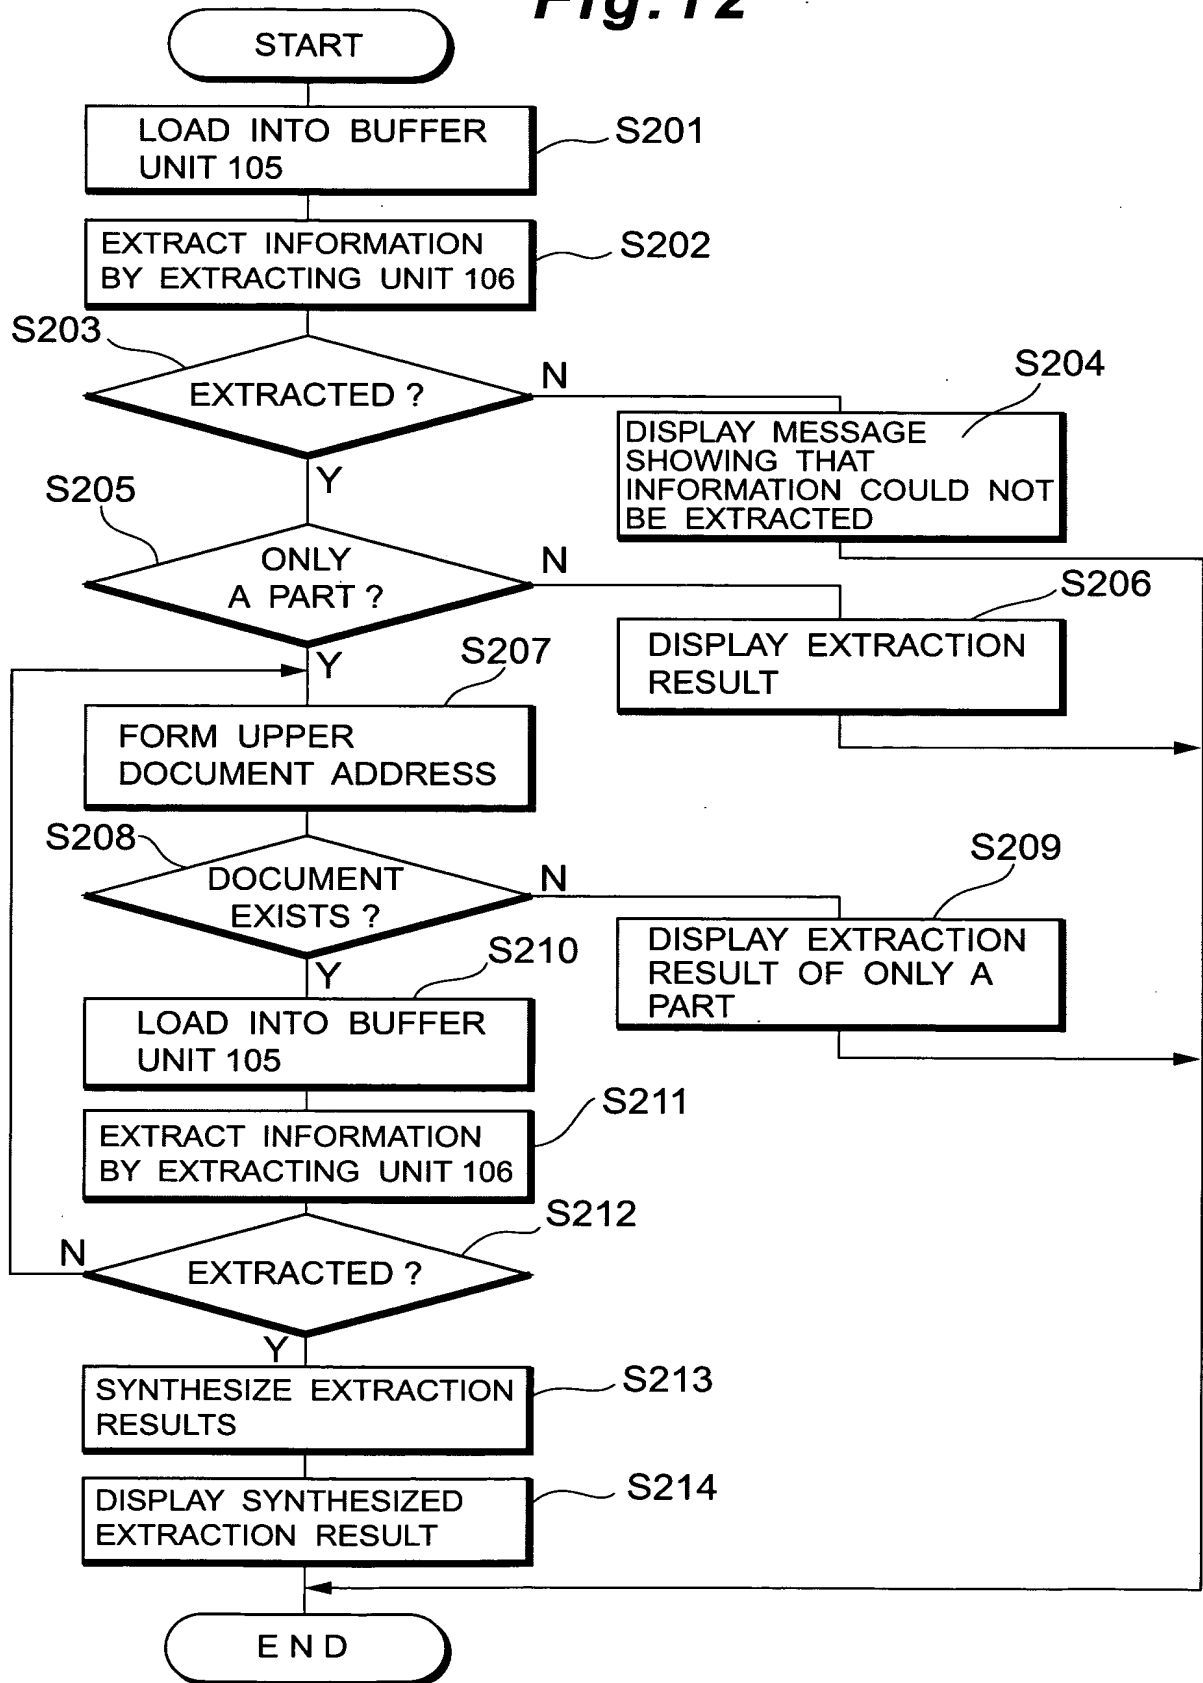 Fig. 12
START
LOAD INTO BUFFER
UNIT 105
S201
EXTRACT INFORMATION
BY EXTRACTING UNIT 106
S202
S203
EXTRACTED ?
N
Y
S204
DISPLAY MESSAGE
SHOWING THAT
INFORMATION COULD NOT
BE EXTRACTED
S205
ONLY
A PART ?
N
Y
S206
DISPLAY EXTRACTION
RESULT
S207
FORM UPPER
DOCUMENT ADDRESS
S208
DOCUMENT
EXISTS ?
N
Y
S209
DISPLAY EXTRACTION
RESULT OF ONLY A
PART
S210
LOAD INTO BUFFER
UNIT 105
S211
EXTRACT INFORMATION
BY EXTRACTING UNIT 106
S212
N
EXTRACTED ?
Y
S213
SYNTHESIZE EXTRACTION
RESULTS
S214
DISPLAY SYNTHESIZED
EXTRACTION RESULT
END